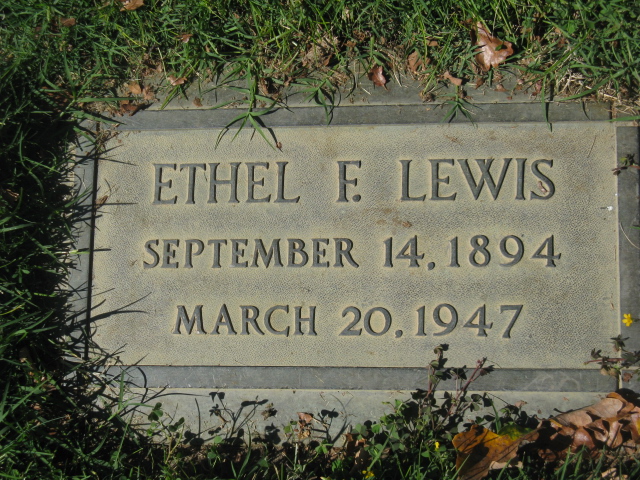 ETHEL F. LEWIS
SEPTEMBER 14, 1894
MARCH 20, 1947